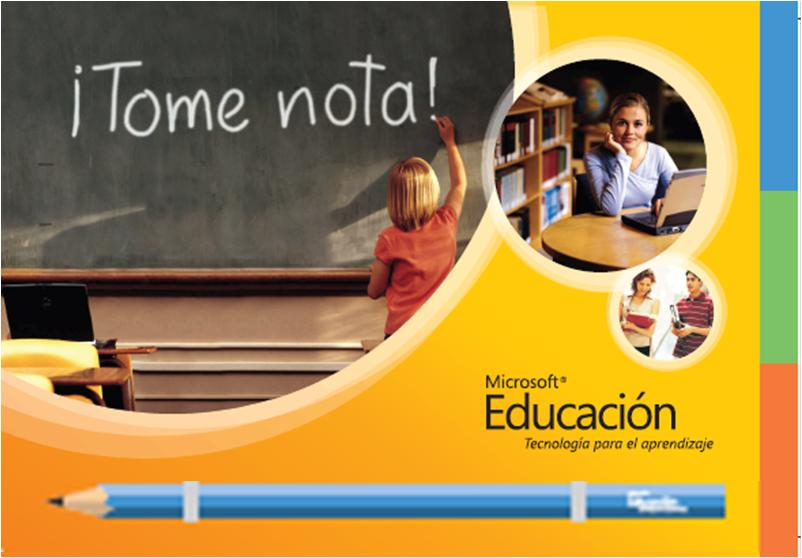 ¡Tome nota!
Microsoft®
Educación
Tecnología para el aprendizaje